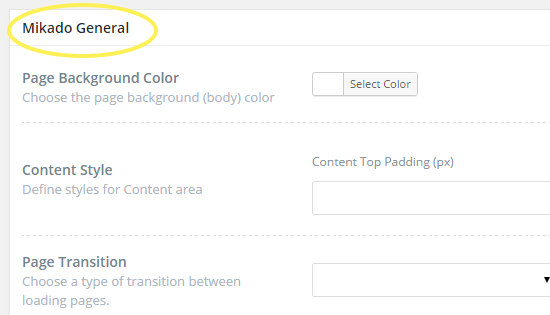 Mikado General
Page Background Color
Choose the page background (body) color
Select Color
Content Style
Define styles for Content area
Content Top Padding (px)
Page Transition
Choose a type of transition between
loading pages.